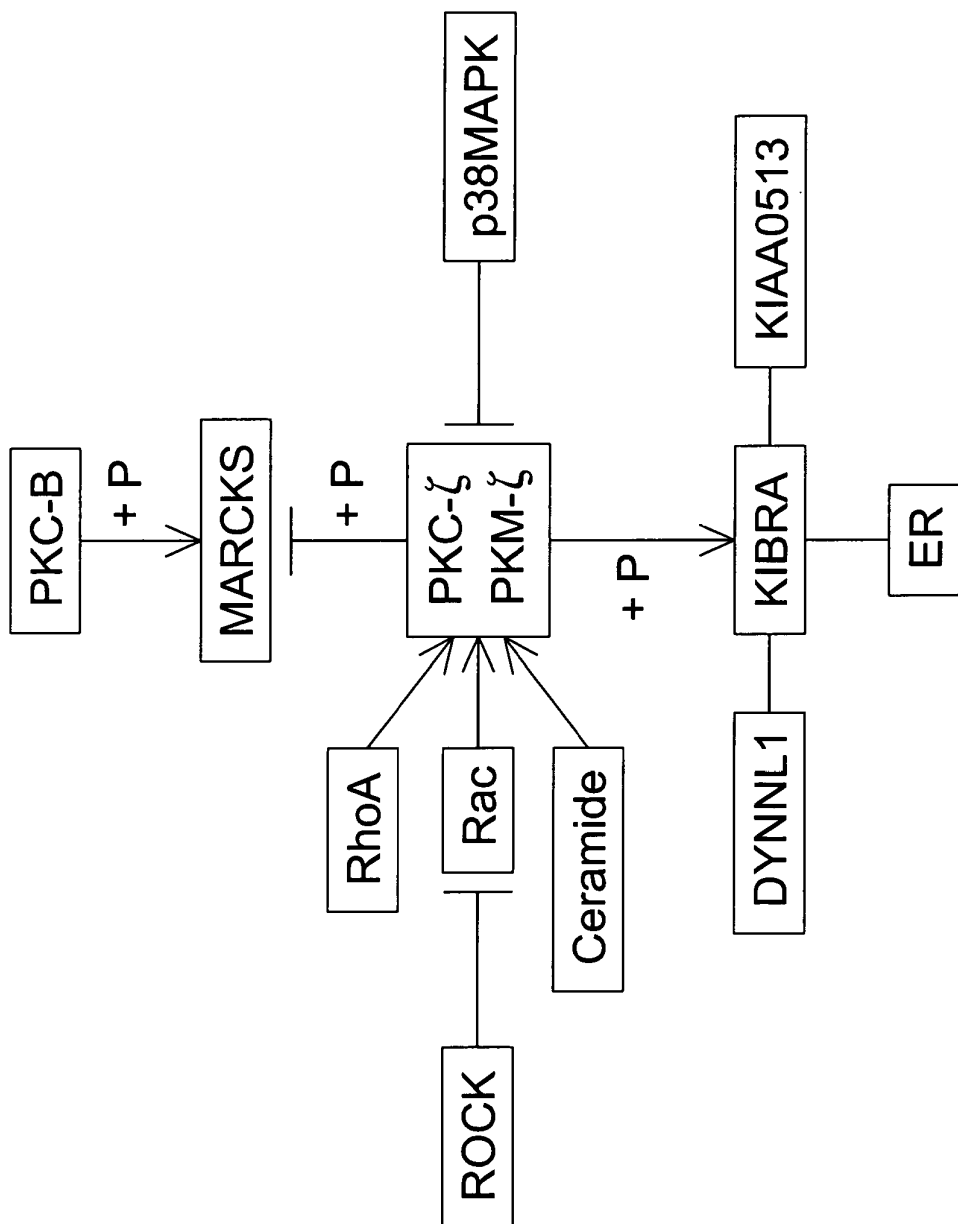 PKC-B
+ P
MARCKS
+ P
RhoA
ROCK
Rac
PKC-ζ
PKM-ζ
p38MAPK
Ceramide
+ P
DYNNL1
KIBRA
KIAA0513
ER